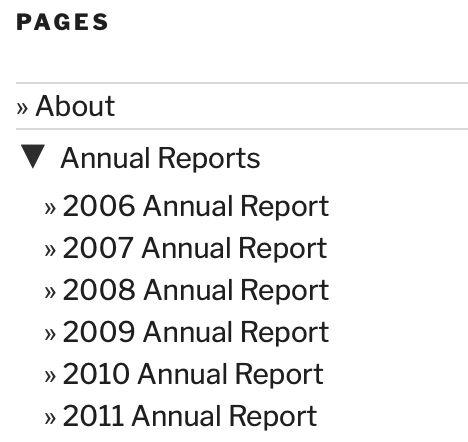 PAGES
» About
▼ Annual Reports
» 2006 Annual Report
» 2007 Annual Report
» 2008 Annual Report
» 2009 Annual Report
» 2010 Annual Report
» 2011 Annual Report